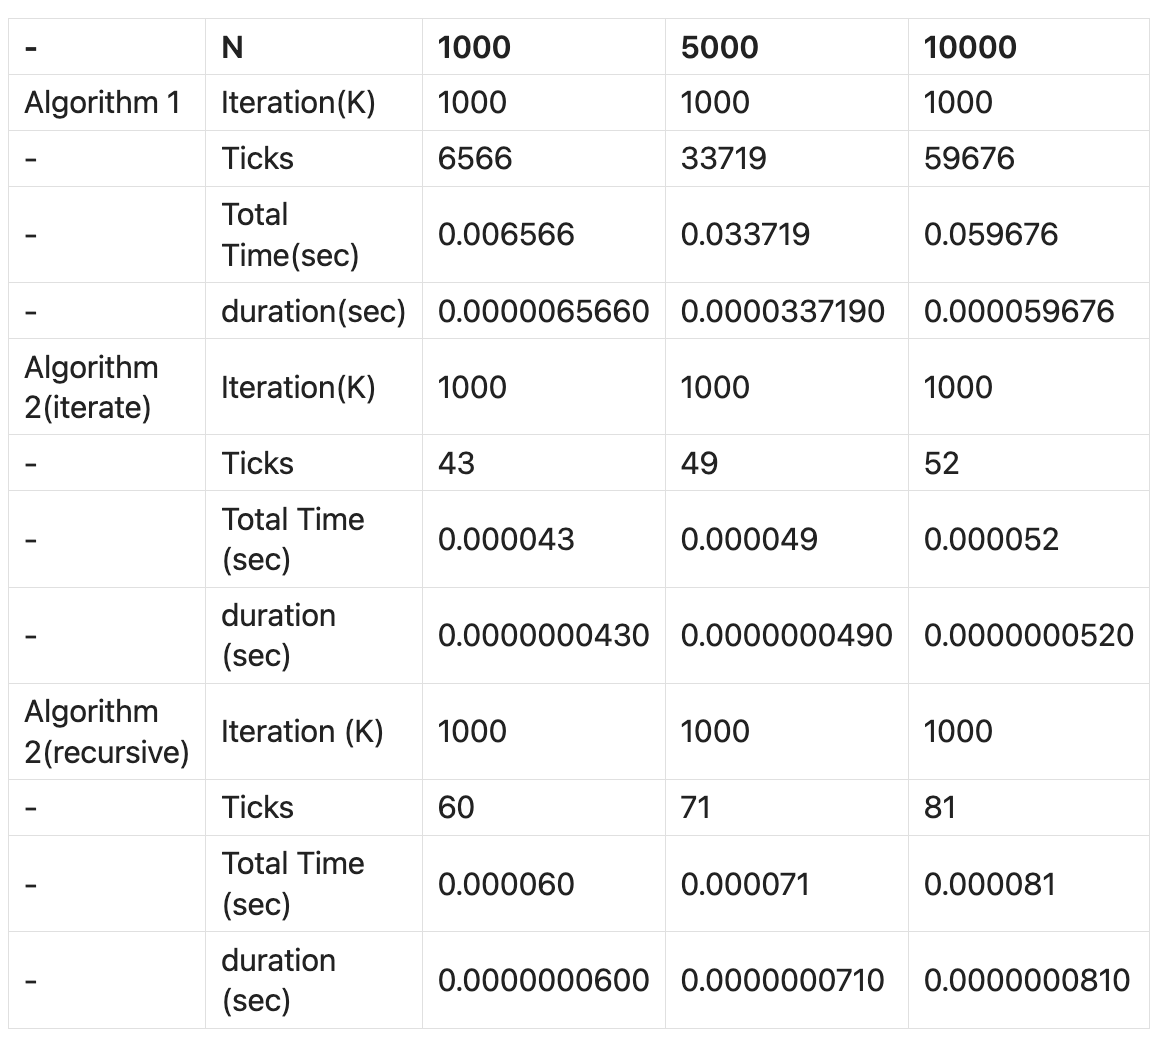 - N 1000 5000 10000
Algorithm 1 Iteration(K) 1000 1000 1000
- Ticks 6566 33719 59676
- Total Time(sec) 0.006566 0.033719 0.059676
- duration(sec) 0.0000065660 0.0000337190 0.000059676
Algorithm 2(iterate) Iteration(K) 1000 1000 1000
- Ticks 43 49 52
- Total Time (sec) 0.000043 0.000049 0.000052
- duration (sec) 0.0000000430 0.0000000490 0.0000000520
Algorithm 2(recursive) Iteration (K) 1000 1000 1000
- Ticks 60 71 81
- Total Time (sec) 0.000060 0.000071 0.000081
- duration (sec) 0.0000000600 0.0000000710 0.0000000810